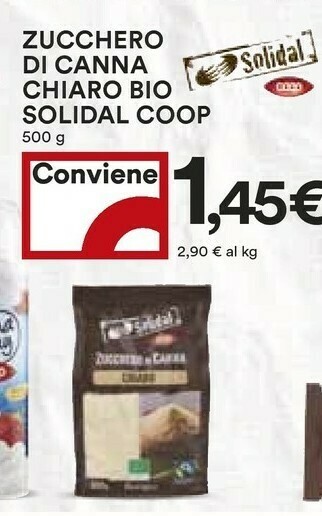 ZUCCHERO
DI CANNA
CHIARO BIO
SOLIDAL COOP
500 g
Solidal
COOP
Conviene
1,45€
2,90 € al kg
Solidal
ZUCCHERO DI CANNA
CHIARO